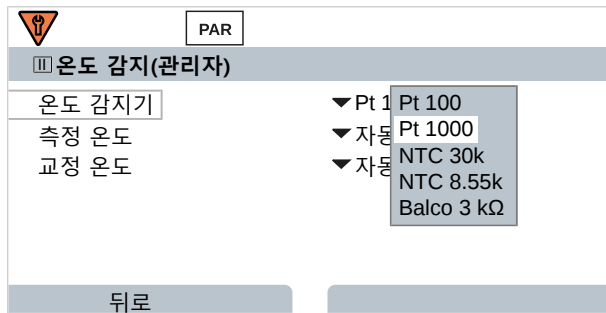 PAR
II 온도 감지(관리자)
온도 감지기
Pt 1
Pt 100
측정 온도
자동
Pt 1000
교정 온도
자동
NTC 30k
NTC 8.55k
Balco 3 kΩ
뒤로